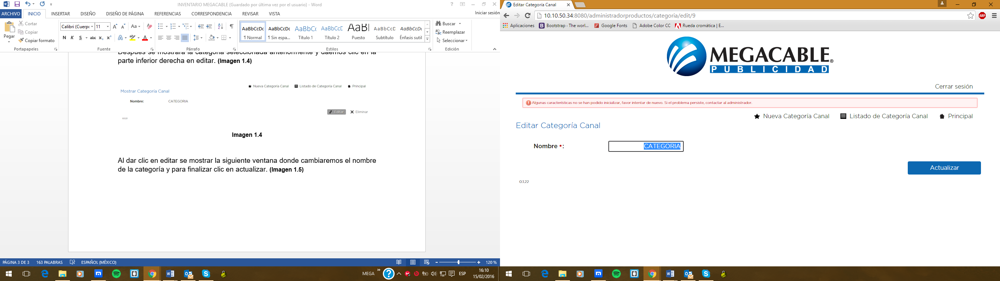 INVENTARIO MEGACABLE (Guardado por última vez por el usuario) - Word
ARCHIVO INICIO INSERTAR DISEÑO DISEÑO DE PÁGINA REFERENCIAS CORRESPONDENCIA REVISAR VISTA Iniciar sesión
Pegar
Cortar
Copiar
Copiar formato
Portapapeles
Calibri (Cuerpo 11
N K S abc x₂ x²
Fuente
Párrafo
AaBbCcDc AaBbCcDc AaBbCc AaBbCcD AaBl AaBbCcD AaBbCcDc
¶ Normal ¶ Sin espa... Título 1 Título 2 Puesto Subtítulo Énfasis sutil
Estilos
Buscar
Reemplazar
Seleccionar
Edición
Después se mostrará la categoría seleccionada anteriormente y daemos clic en la
parte inferior derecha en editar. (Imagen 1.4)
Nueva Categoría Canal Listado de Categoría Canal Principal
Mostrar Categoría Canal
Nombre: CATEGORIA
Editar Eliminar
0.1.22
Imagen 1.4
Al dar clic en editar se mostrar la siguiente ventana donde cambiaremos el nombre
de la categoría y para finalizar clic en actualizar. (Imagen 1.5)
PÁGINA 3 DE 3 163 PALABRAS ESPAÑOL (MÉXICO) 120 %
MEGA » ESP 16:10
15/02/2016
Editar Categoría Canal
10.10.50.34:8080/administradorproductos/categoria/edit/9
ABP
Aplicaciones Bootstrap · The worl... Google Fonts Adobe Color CC Rueda cromática | E...
MEGACABLE®
PUBLICIDAD
Cerrar sesión
Algunas características no se han podido inicializar, favor intentar de nuevo. Si el problema persiste, contactar al administrador.
Nueva Categoría Canal Listado de Categoría Canal Principal
Editar Categoría Canal
Nombre *: CATEGORIA
Actualizar
0.1.22